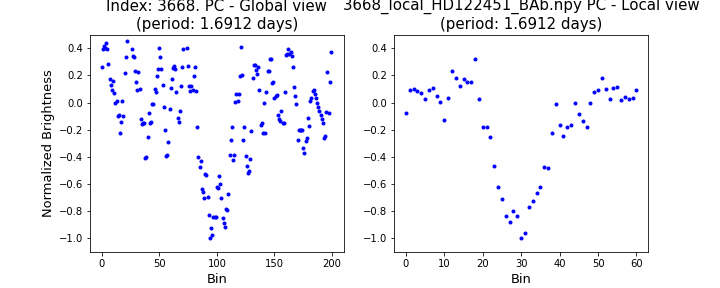 Index: 3668. PC - Global view
(period: 1.6912 days)
3668_local_HD122451_BAb.npy PC - Local view
(period: 1.6912 days)
Normalized Brightness
0.4
0.2
0.0
−0.2
−0.4
−0.6
−0.8
−1.0
0 50 100 150 200
Bin
0.4
0.2
0.0
−0.2
−0.4
−0.6
−0.8
−1.0
0 10 20 30 40 50 60
Bin